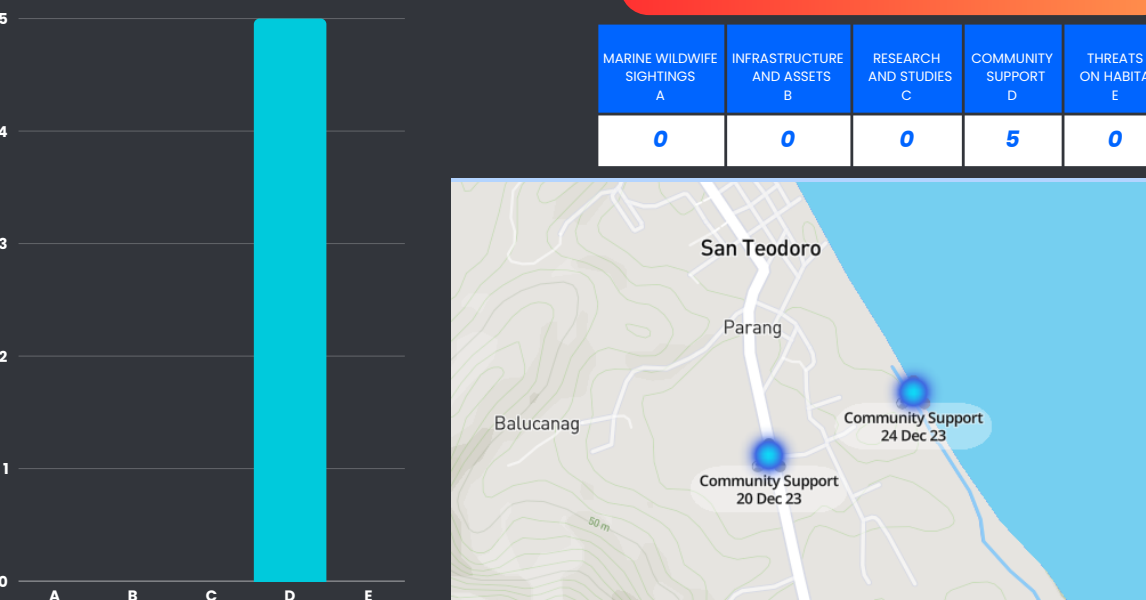 5
4
3
2
1
0
A B C D E
MARINE WILDWIFE
SIGHTINGS
A
INFRASTRUCTURE
AND ASSETS
B
RESEARCH
AND STUDIES
C
COMMUNITY
SUPPORT
D
THREATS
ON HABITA
E
0 0 0 5 0
San Teodoro
Parang
Balucanag
Community Support
24 Dec 23
Community Support
20 Dec 23
50 m